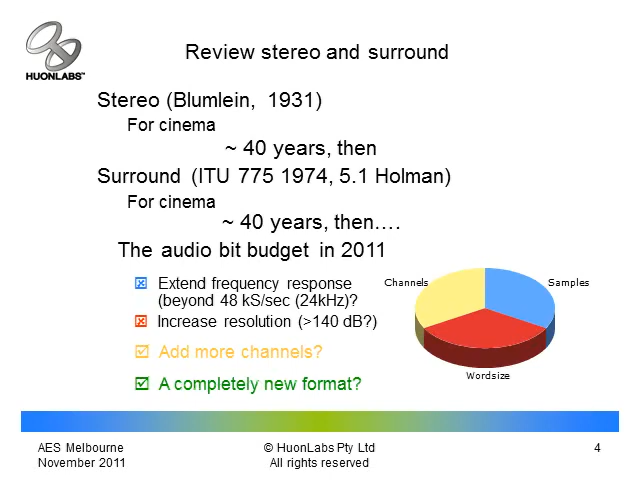 HUONLABS™
Review stereo and surround
Stereo (Blumlein, 1931)
For cinema
~ 40 years, then
Surround (ITU 775 1974, 5.1 Holman)
For cinema
~ 40 years, then….
The audio bit budget in 2011
Extend frequency response
(beyond 48 kS/sec (24kHz)?
Increase resolution (>140 dB?)
Add more channels?
A completely new format?
Channels
Samples
Wordsize
AES Melbourne
November 2011
© HuonLabs Pty Ltd
All rights reserved
4